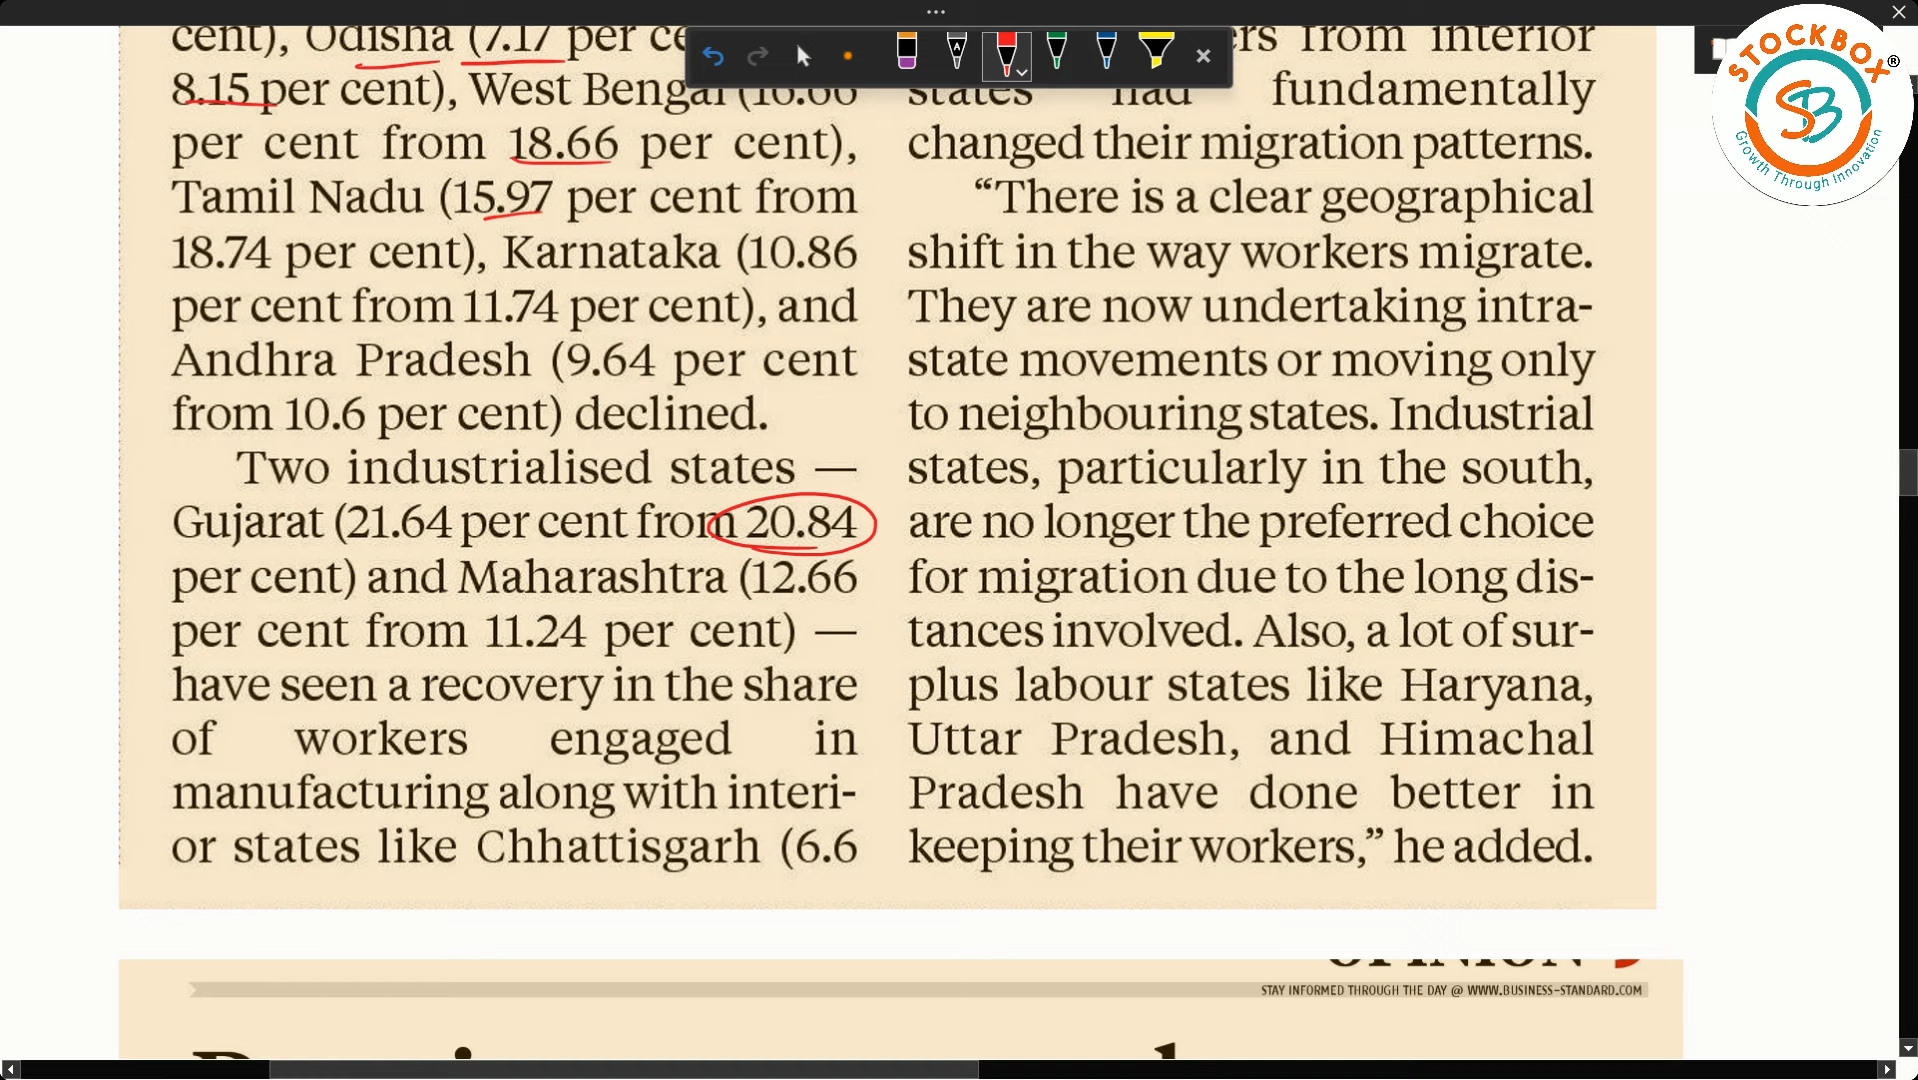 cent), Odisha (7.17 per ce
8.15 per cent), West Bengal (16.66
per cent from 18.66 per cent),
Tamil Nadu (15.97 per cent from
18.74 per cent), Karnataka (10.86
per cent from 11.74 per cent), and
Andhra Pradesh (9.64 per cent
from 10.6 per cent) declined.
Two industrialised states —
Gujarat (21.64 per cent from 20.84
per cent) and Maharashtra (12.66
per cent from 11.24 per cent) —
have seen a recovery in the share
of workers engaged in
manufacturing along with interi-
or states like Chhattisgarh (6.6
ers from interior
states had fundamentally
changed their migration patterns.
“There is a clear geographical
shift in the way workers migrate.
They are now undertaking intra-
state movements or moving only
to neighbouring states. Industrial
states, particularly in the south,
are no longer the preferred choice
for migration due to the long dis-
tances involved. Also, a lot of sur-
plus labour states like Haryana,
Uttar Pradesh, and Himachal
Pradesh have done better in
keeping their workers,” he added.
STOCKBOX®
SB
Growth Through Innovation
OPINION
STAY INFORMED THROUGH THE DAY @ WWW.BUSINESS-STANDARD.COM